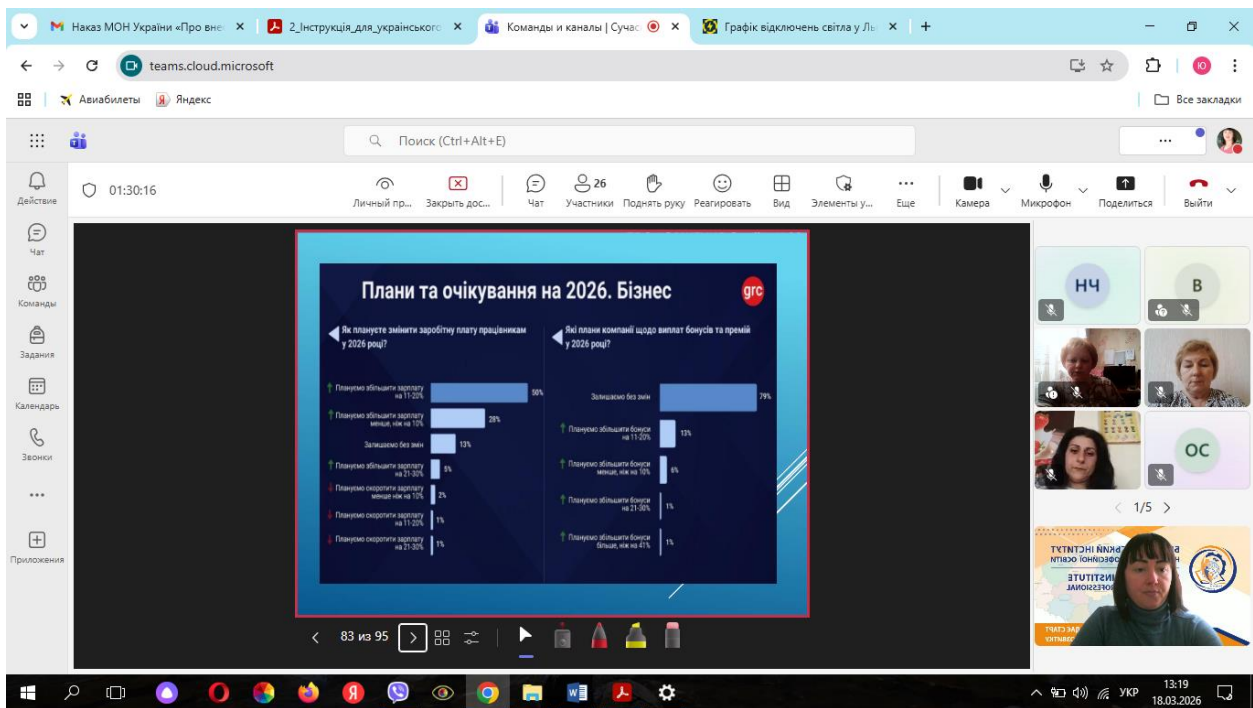 Наказ МОН України «Про вне
2_Інструкція_для_українського
Команды и каналы | Сучас
Графік відключень світла у Ль
teams.cloud.microsoft
Ю
Авиабилеты
Яндекс
Все закладки
Поиск (Ctrl+Alt+E)
01:30:16
Личный пр...
Закрыть дос...
Чат
26
Участники
Поднять руку
Реагировать
Вид
Элементы у...
Еще
Камера
Микрофон
Поделиться
Выйти
Действие
Чат
Команды
Задания
Календарь
Звонки
Приложения
Плани та очікування на 2026. Бізнес
grc
Як плануєте змінити заробітну плату працівникам
у 2026 році?
Плануємо збільшити зарплату
на 11-20%
50%
Плануємо збільшити зарплату
менше, ніж на 10%
28%
Залишаємо без змін
13%
Плануємо збільшити зарплату
на 21-30%
5%
Плануємо скоротити зарплату
менше ніж на 10%
2%
Плануємо скоротити зарплату
на 11-20%
1%
Плануємо скоротити зарплату
на 21-30%
1%
Які плани компанії щодо виплат бонусів та премій
у 2026 році?
Залишаємо без змін
79%
Плануємо збільшити бонуси
на 11-20%
13%
Плануємо збільшити бонуси
менше, ніж на 10%
6%
Плануємо збільшити бонуси
на 21-30%
1%
Плануємо збільшити бонуси
більше, ніж на 41%
1%
83 из 95
НЧ
В
ОС
1/5
ІНСТИТУТ
ОСВІТИ
INSTITUTE
PROFESSIONAL
СТАРТ
УКР
13:19
18.03.2026